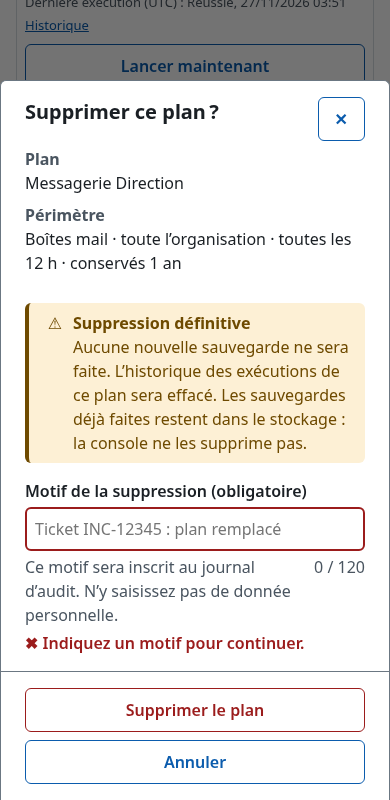 Dernière exécution (UTC) : Réussie, 27/11/2026 03:51
Historique
Lancer maintenant
Supprimer ce plan ?
×
Plan
Messagerie Direction
Périmètre
Boîtes mail · toute l’organisation · toutes les
12 h · conservés 1 an
⚠ Suppression définitive
Aucune nouvelle sauvegarde ne sera
faite. L’historique des exécutions de
ce plan sera effacé. Les sauvegardes
déjà faites restent dans le stockage :
la console ne les supprime pas.
Motif de la suppression (obligatoire)
Ticket INC-12345 : plan remplacé
Ce motif sera inscrit au journal 0 / 120
d’audit. N’y saisissez pas de donnée
personnelle.
✖ Indiquez un motif pour continuer.
Supprimer le plan
Annuler